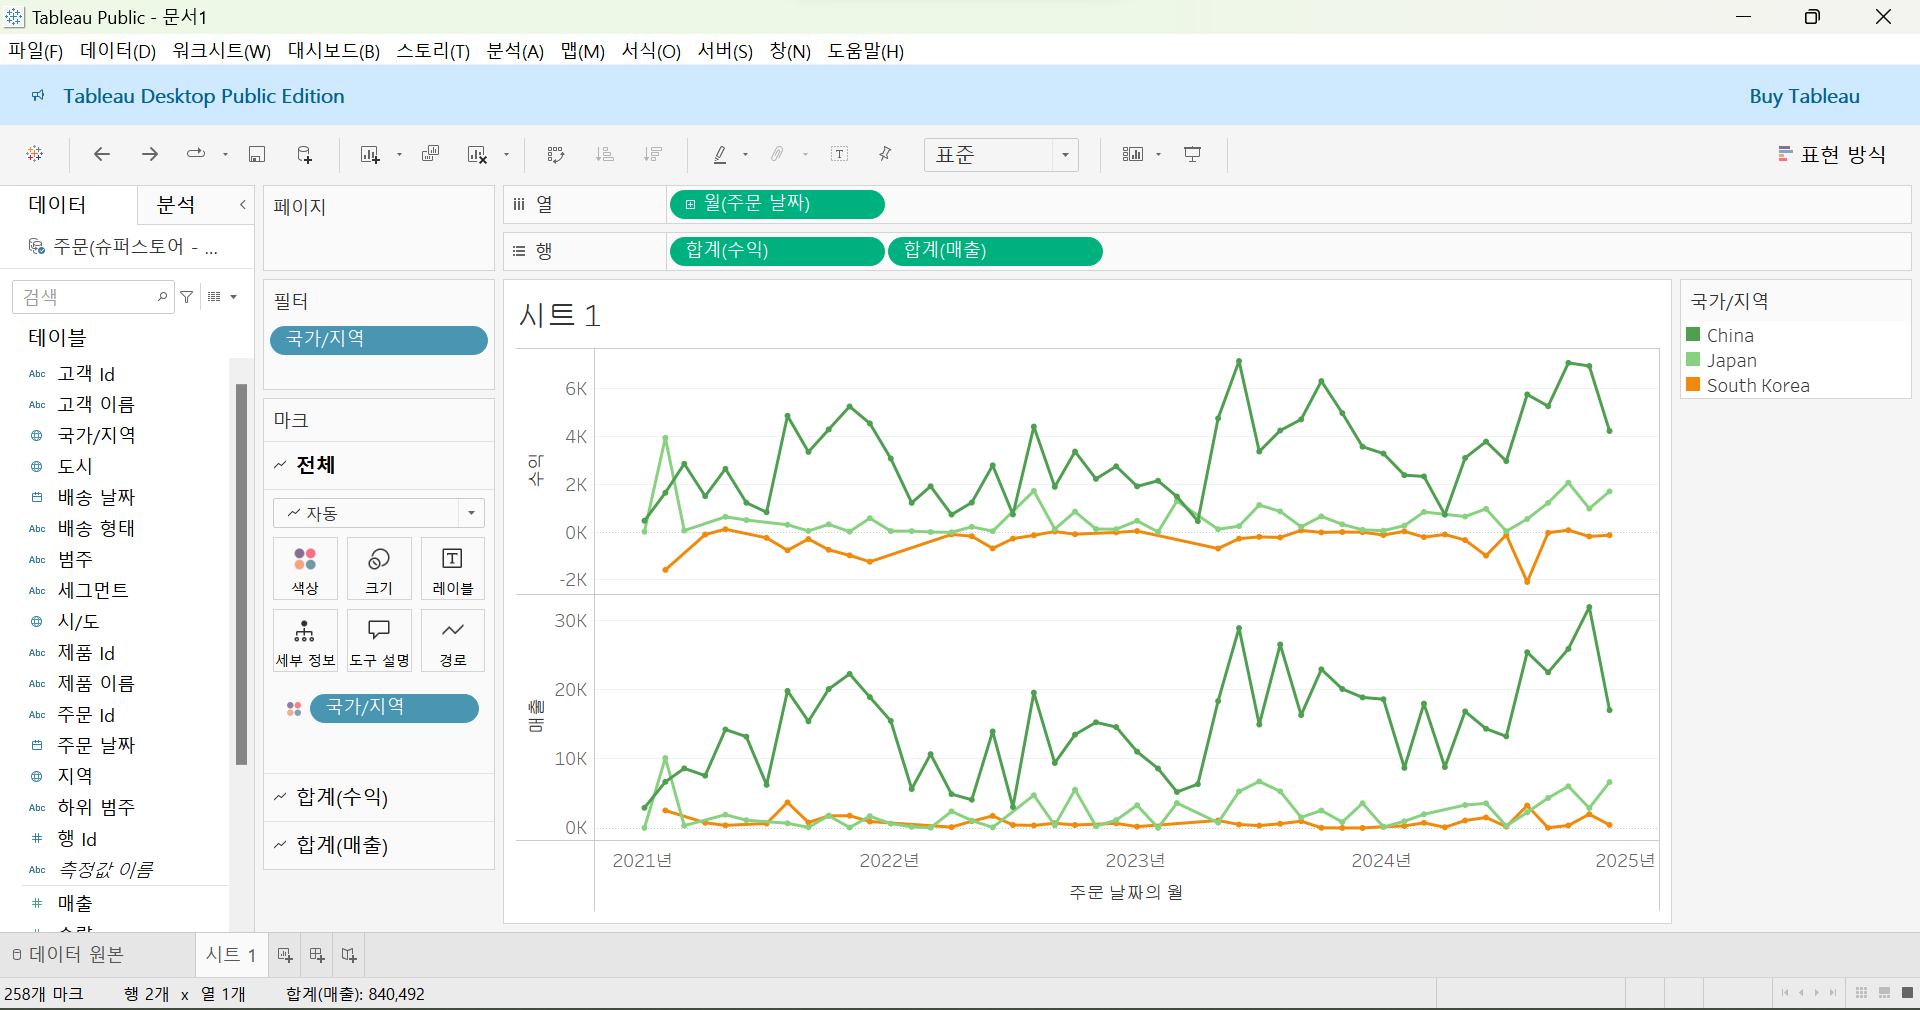 Tableau Public - 문서1
파일(F) 데이터(D) 워크시트(W) 대시보드(B) 스토리(T) 분석(A) 맵(M) 서식(O) 서버(S) 창(N) 도움말(H)
Tableau Desktop Public Edition
Buy Tableau
표준
표현 방식
데이터
분석
주문(슈퍼스토어 - ...
검색
테이블
Abc 고객 Id
Abc 고객 이름
국가/지역
도시
배송 날짜
Abc 배송 형태
Abc 범주
Abc 세그먼트
시/도
Abc 제품 Id
Abc 제품 이름
Abc 주문 Id
주문 날짜
지역
Abc 하위 범주
# 행 Id
Abc 측정값 이름
# 매출
페이지
필터
국가/지역
마크
전체
자동
색상
크기
레이블
세부 정보
도구 설명
경로
국가/지역
합계(수익)
합계(매출)
열
월(주문 날짜)
행
합계(수익)
합계(매출)
시트 1
수익
6K
4K
2K
0K
-2K
매출
30K
20K
10K
0K
2021년
2022년
2023년
2024년
2025년
주문 날짜의 월
국가/지역
China
Japan
South Korea
데이터 원본
시트 1
258개 마크
행 2개 x 열 1개
합계(매출): 840,492